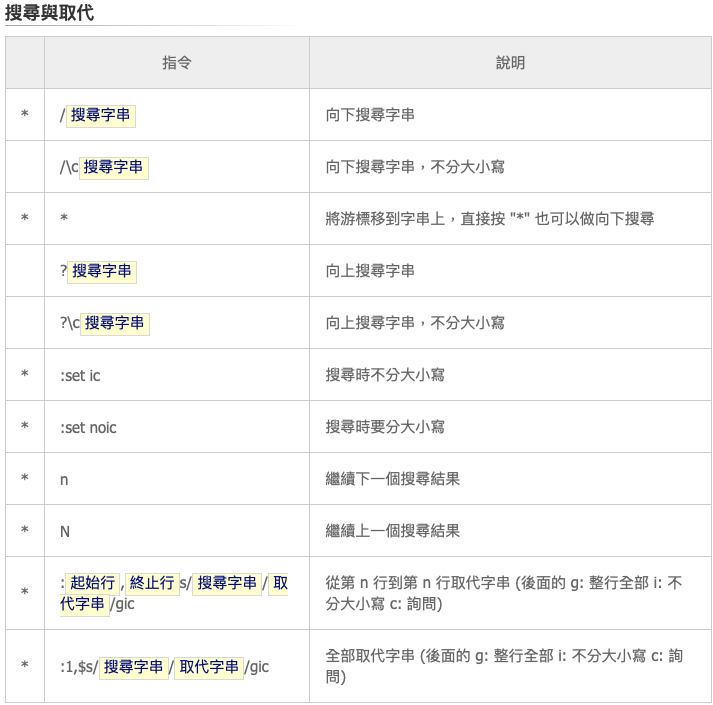 搜尋與取代
指令 說明
* /搜尋字串 向下搜尋字串
/\c搜尋字串 向下搜尋字串，不分大小寫
* * 將游標移到字串上，直接按 "*" 也可以做向下搜尋
?搜尋字串 向上搜尋字串
?\c搜尋字串 向上搜尋字串，不分大小寫
* :set ic 搜尋時不分大小寫
* :set noic 搜尋時要分大小寫
* n 繼續下一個搜尋結果
* N 繼續上一個搜尋結果
* :起始行,終止行s/搜尋字串/取
代字串/gic
從第 n 行到第 n 行取代字串 (後面的 g: 整行全部 i: 不
分大小寫 c: 詢問)
* :1,$s/搜尋字串/取代字串/gic
全部取代字串 (後面的 g: 整行全部 i: 不分大小寫 c: 詢
問)